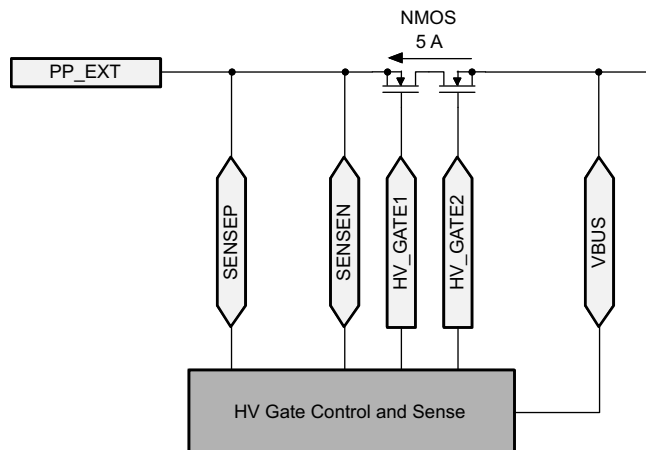 NMOS
5 A
PP_EXT
SENSEP
SENSEN
HV_GATE1
HV_GATE2
VBUS
HV Gate Control and Sense